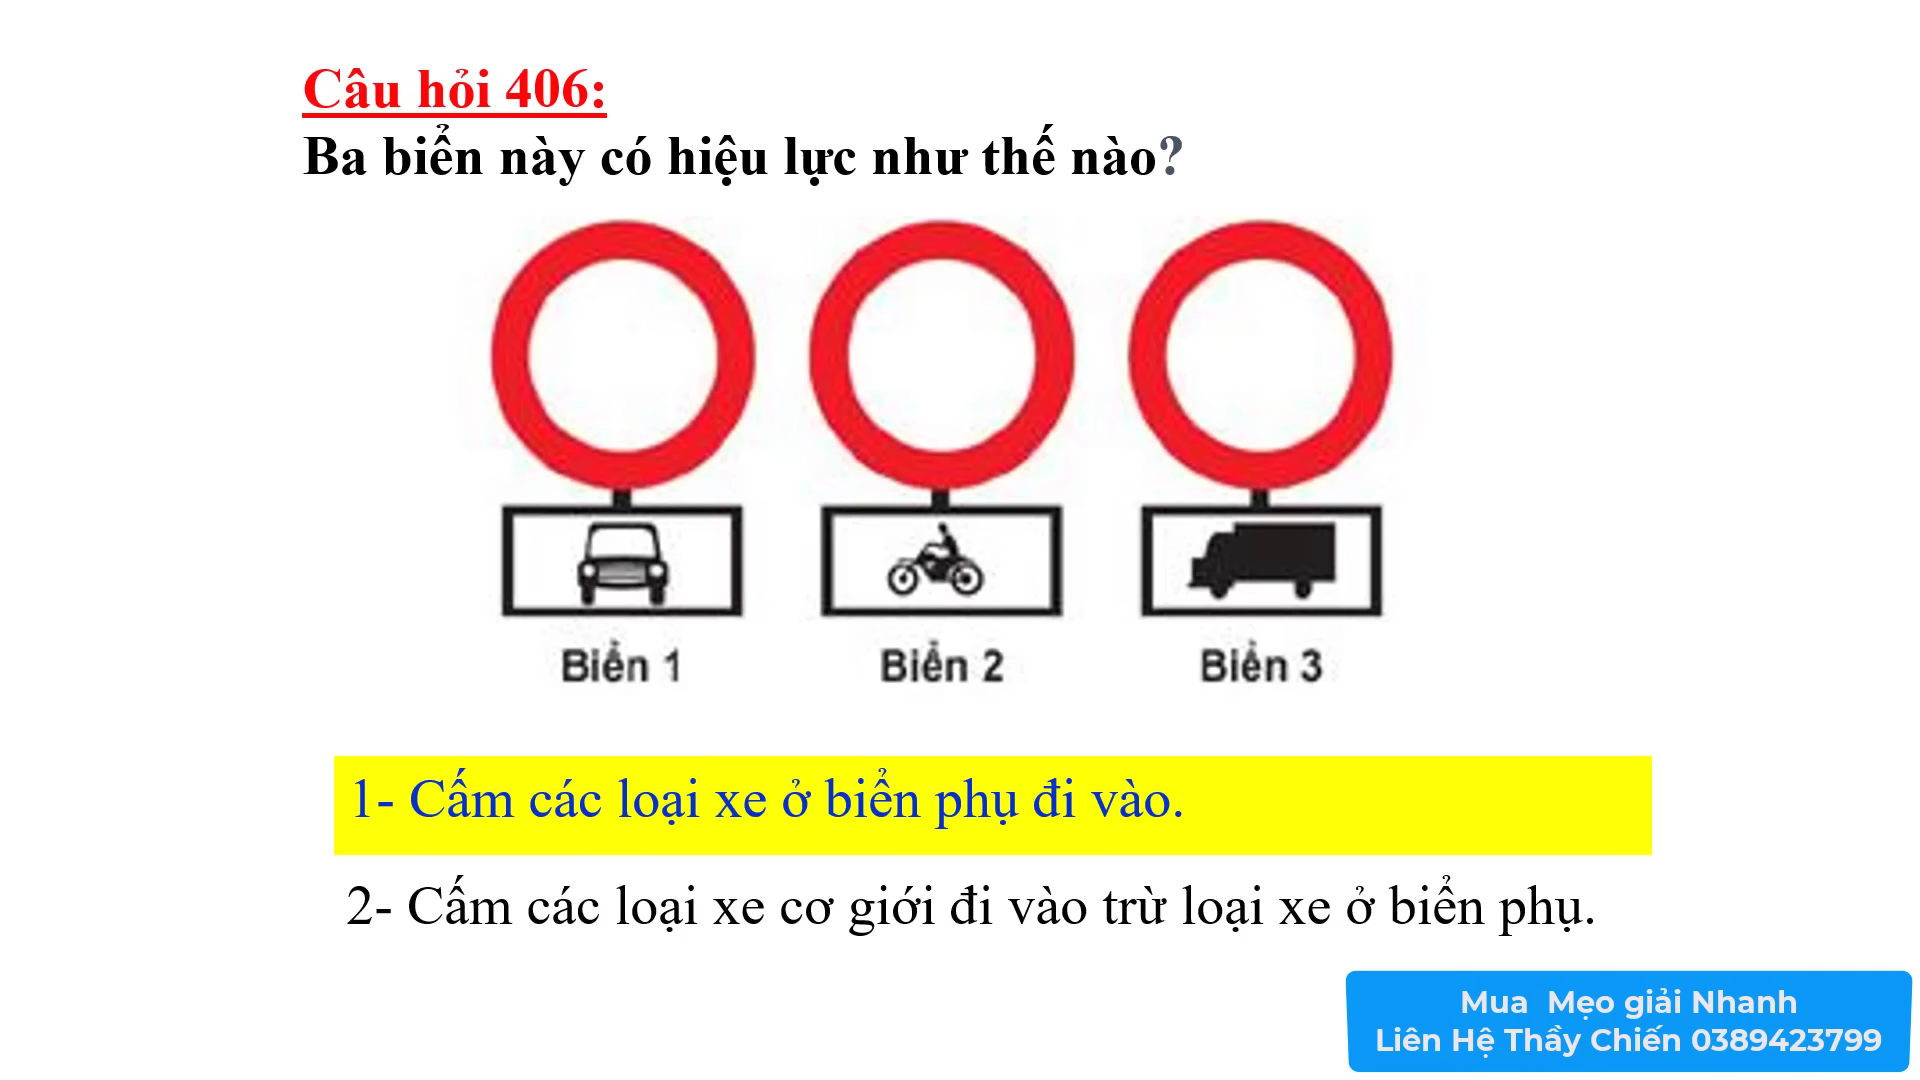 Câu hỏi 406:
Ba biển này có hiệu lực như thế nào?
Biển 1
Biển 2
Biển 3
1- Cấm các loại xe ở biển phụ đi vào.
2- Cấm các loại xe cơ giới đi vào trừ loại xe ở biển phụ.
Mua Mẹo giải Nhanh
Liên Hệ Thầy Chiến 0389423799